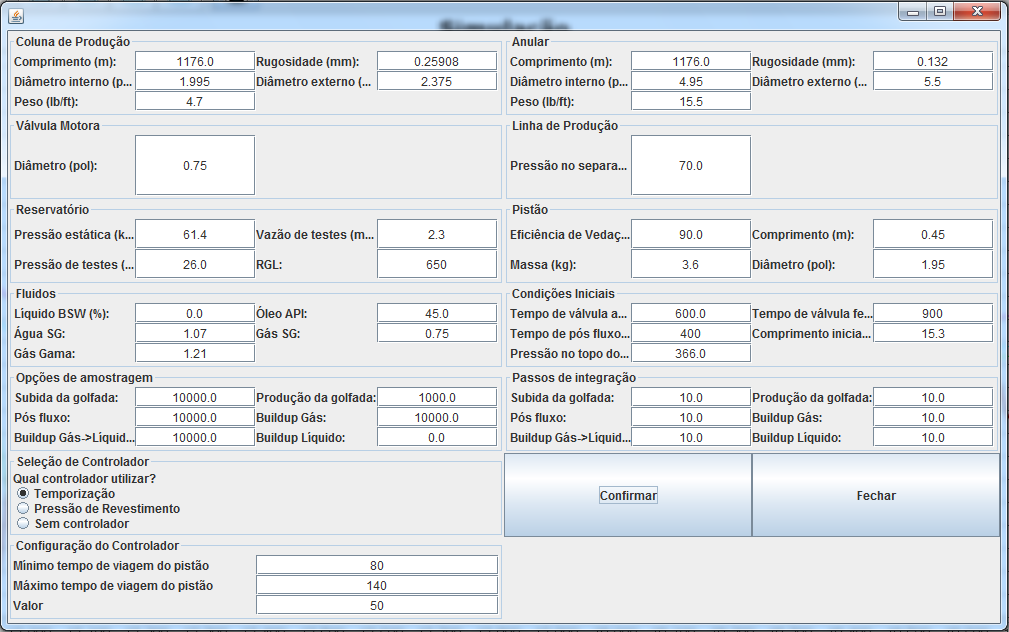 Simulação
Coluna de Produção
Comprimento (m): 1176.0 Rugosidade (mm): 0.25908
Diâmetro interno (p... 1.995 Diâmetro externo (... 2.375
Peso (lb/ft): 4.7
Anular
Comprimento (m): 1176.0 Rugosidade (mm): 0.132
Diâmetro interno (p... 4.95 Diâmetro externo (... 5.5
Peso (lb/ft): 15.5
Válvula Motora
Diâmetro (pol): 0.75
Linha de Produção
Pressão no separa... 70.0
Reservatório
Pressão estática (k... 61.4 Vazão de testes (m... 2.3
Pressão de testes (... 26.0 RGL: 650
Pistão
Eficiência de Vedaç... 90.0 Comprimento (m): 0.45
Massa (kg): 3.6 Diâmetro (pol): 1.95
Fluidos
Líquido BSW (%): 0.0 Óleo API: 45.0
Água SG: 1.07 Gás SG: 0.75
Gás Gama: 1.21
Condições Iniciais
Tempo de válvula a... 600.0 Tempo de válvula fe... 900
Tempo de pós fluxo... 400 Comprimento inicia... 15.3
Pressão no topo do... 366.0
Opções de amostragem
Subida da golfada: 10000.0 Produção da golfada: 1000.0
Pós fluxo: 10000.0 Buildup Gás: 10000.0
Buildup Gás->Líquid... 10000.0 Buildup Líquido: 0.0
Passos de integração
Subida da golfada: 10.0 Produção da golfada: 10.0
Pós fluxo: 10.0 Buildup Gás: 10.0
Buildup Gás->Líquid... 10.0 Buildup Líquido: 10.0
Seleção de Controlador
Qual controlador utilizar?
Temporização
Pressão de Revestimento
Sem controlador
Confirmar
Fechar
Configuração do Controlador
Mínimo tempo de viagem do pistão 80
Máximo tempo de viagem do pistão 140
Valor 50